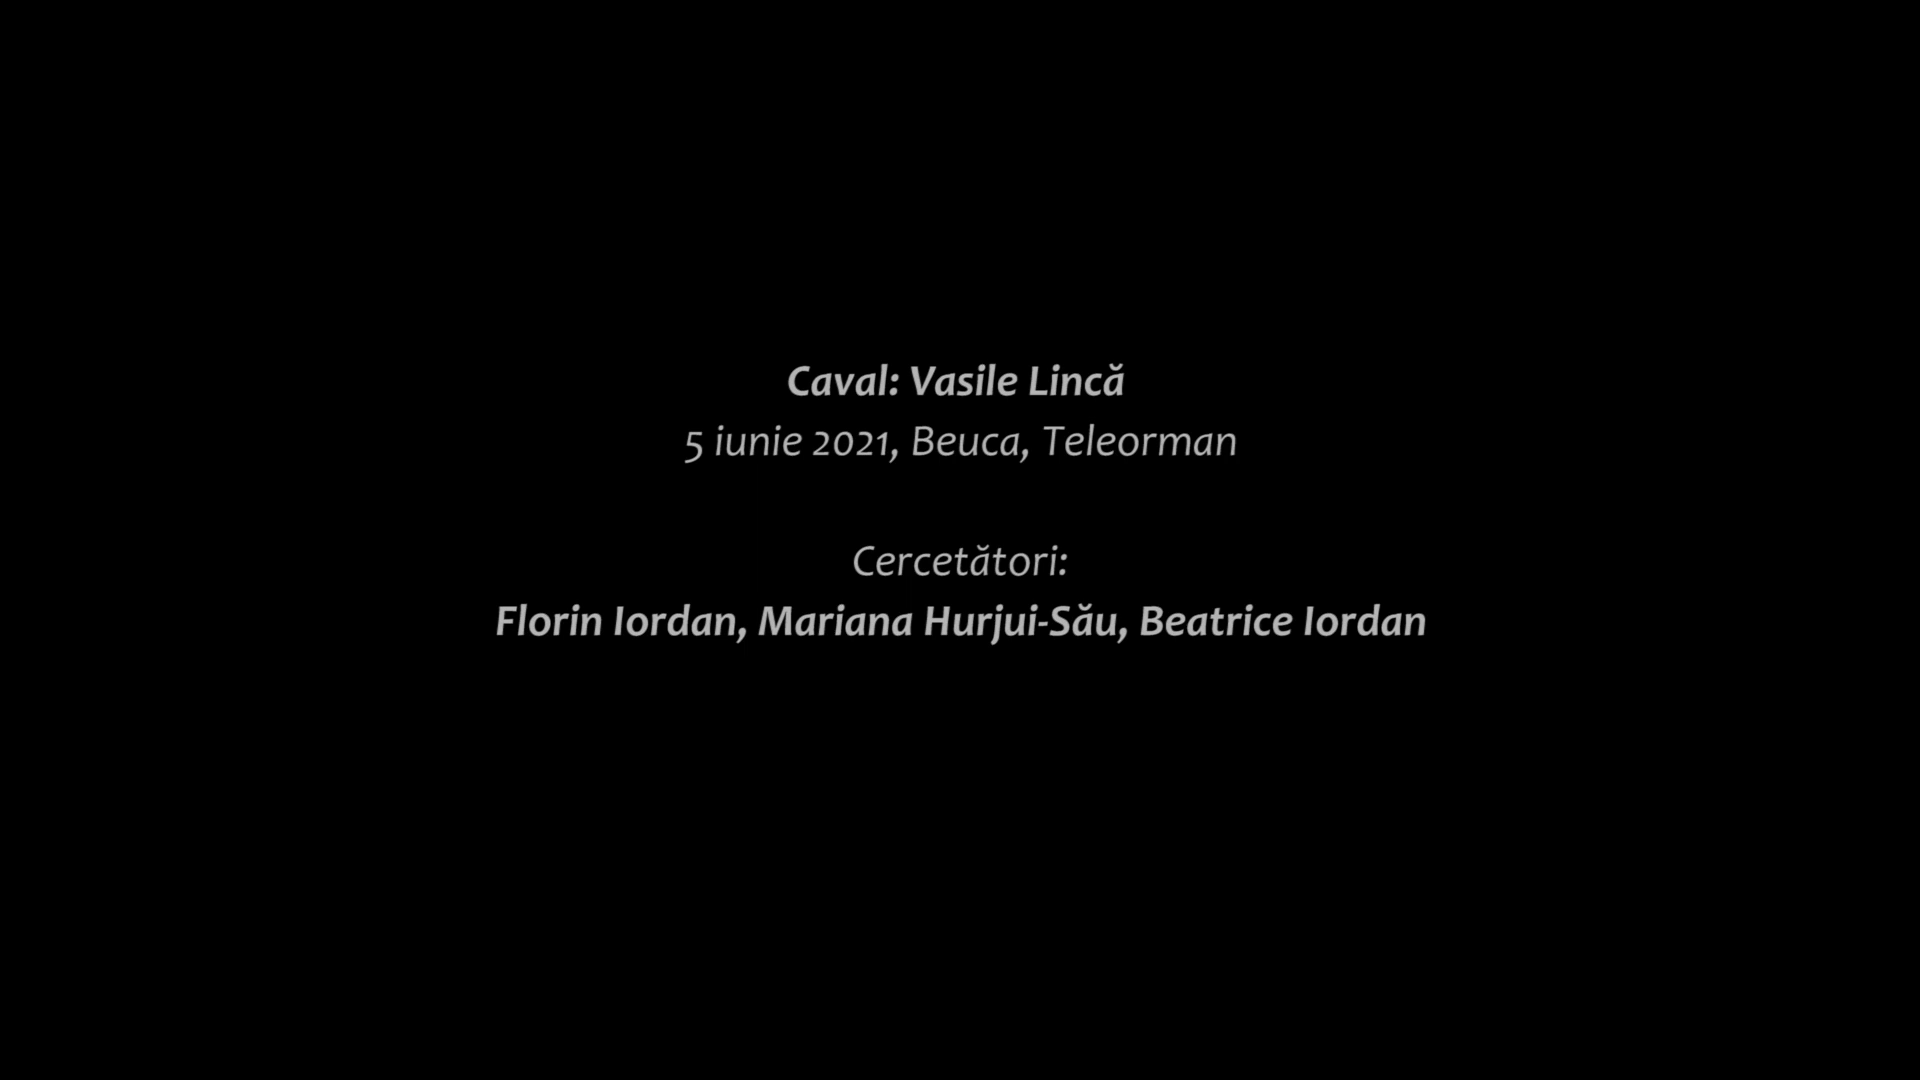 Caval: Vasile Lincă
5 iunie 2021, Beuca, Teleorman
Cercetători:
Florin Iordan, Mariana Hurjui-Său, Beatrice Iordan